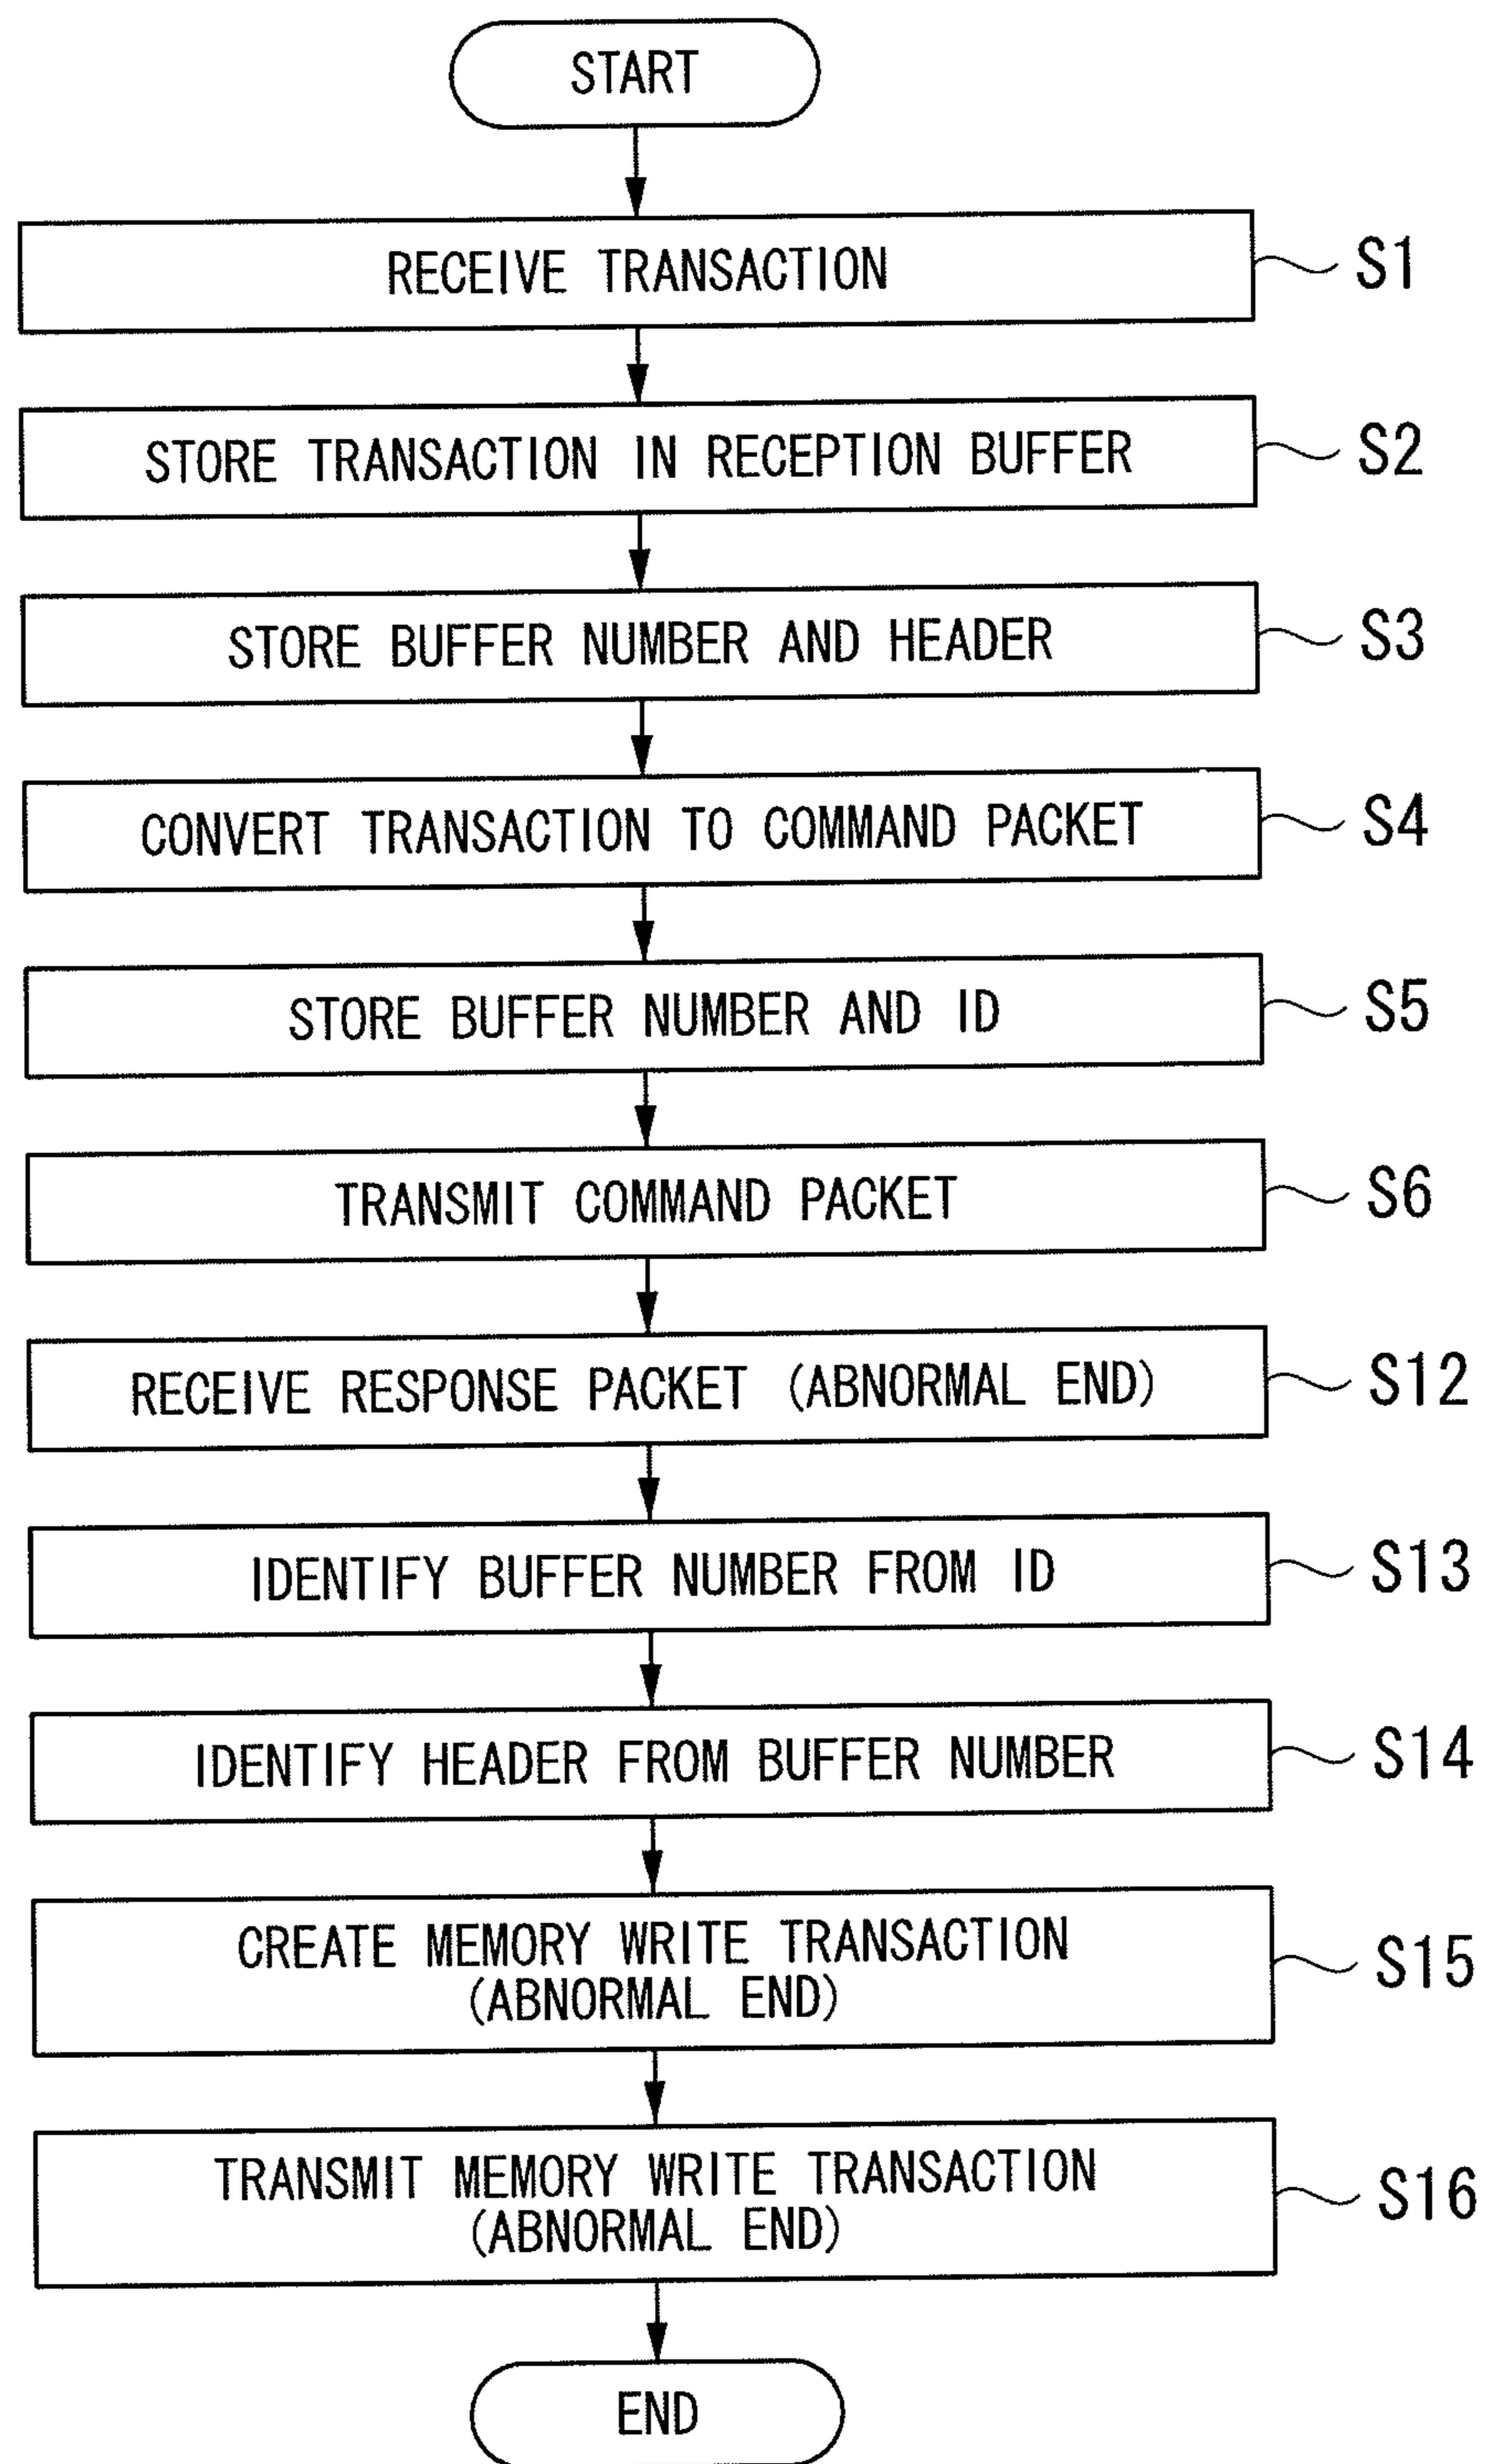 START
RECEIVE TRANSACTION
S1
STORE TRANSACTION IN RECEPTION BUFFER
S2
STORE BUFFER NUMBER AND HEADER
S3
CONVERT TRANSACTION TO COMMAND PACKET
S4
STORE BUFFER NUMBER AND ID
S5
TRANSMIT COMMAND PACKET
S6
RECEIVE RESPONSE PACKET (ABNORMAL END)
S12
IDENTIFY BUFFER NUMBER FROM ID
S13
IDENTIFY HEADER FROM BUFFER NUMBER
S14
CREATE MEMORY WRITE TRANSACTION
(ABNORMAL END)
S15
TRANSMIT MEMORY WRITE TRANSACTION
(ABNORMAL END)
S16
END